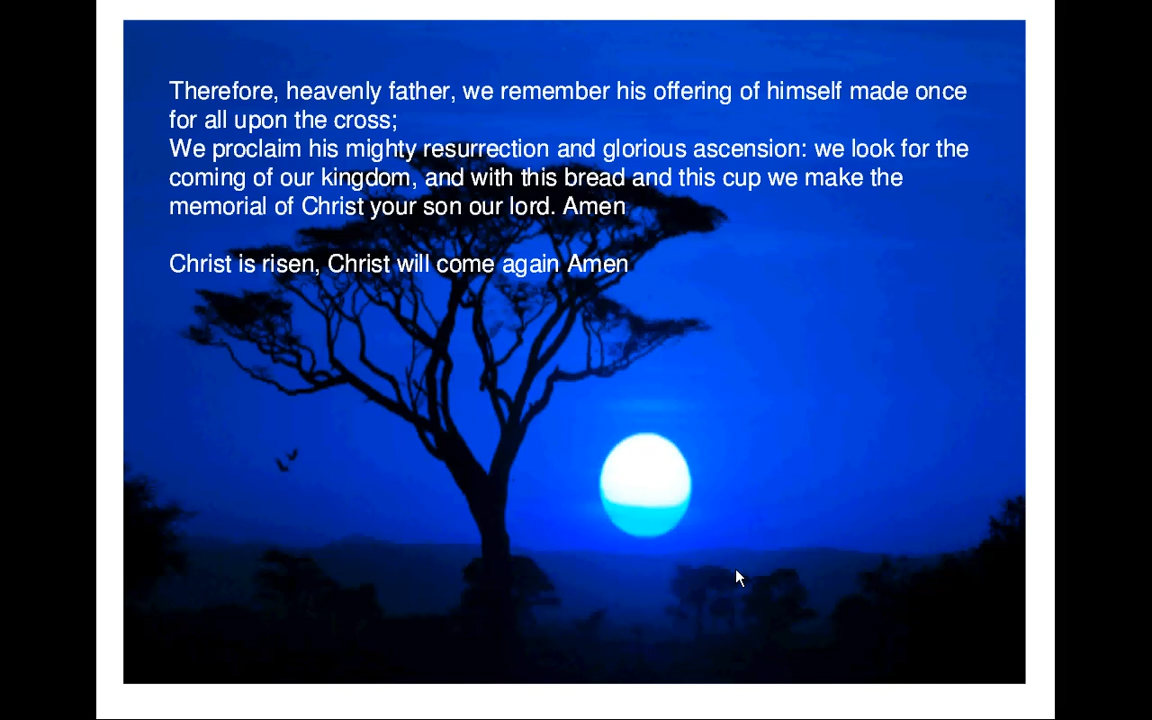 Therefore, heavenly father, we remember his offering of himself made once
for all upon the cross;
We proclaim his mighty resurrection and glorious ascension: we look for the
coming of our kingdom, and with this bread and this cup we make the
memorial of Christ your son our lord. Amen
Christ is risen, Christ will come again Amen